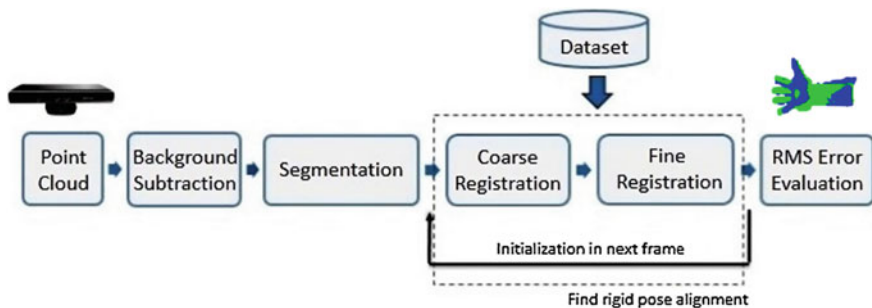 Dataset
Point
Cloud
Background
Subtraction
Segmentation
Coarse
Registration
Fine
Registration
RMS Error
Evaluation
Initialization in next frame
Find rigid pose alignment